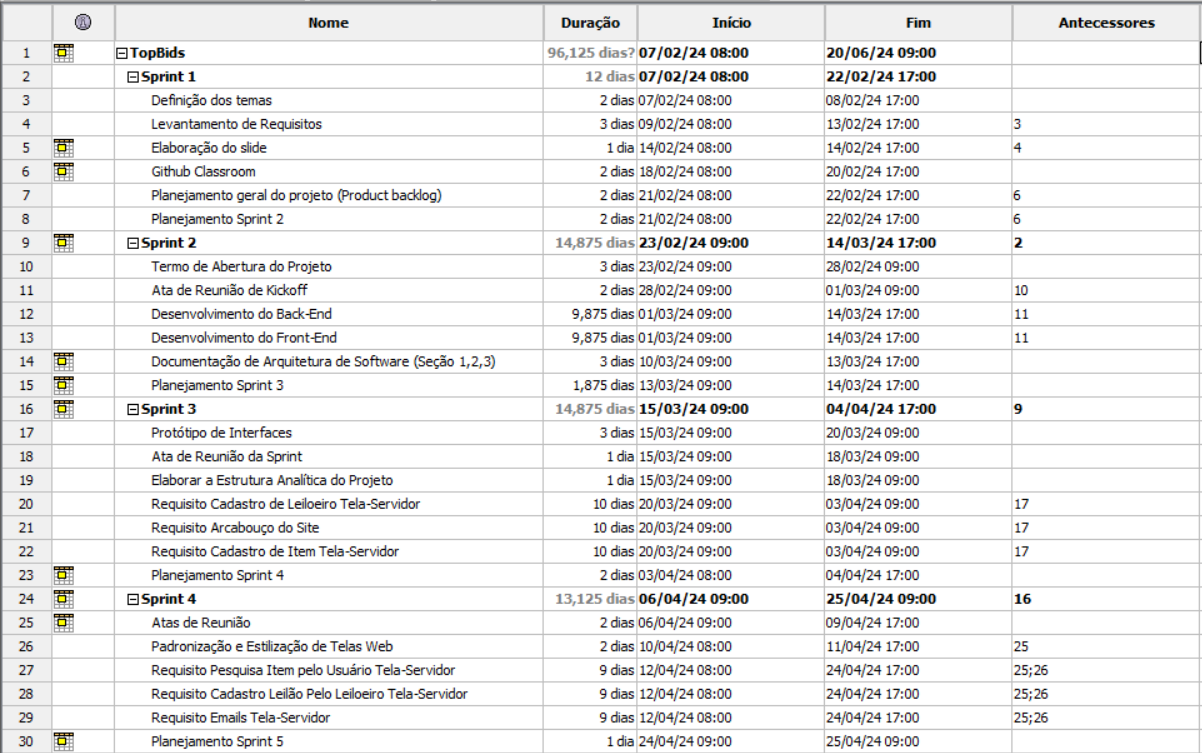 Nome Duração Início Fim Antecessores
1 TopBids 96,125 dias? 07/02/24 08:00 20/06/24 09:00
2 Sprint 1 12 dias 07/02/24 08:00 22/02/24 17:00
3 Definição dos temas 2 dias 07/02/24 08:00 08/02/24 17:00
4 Levantamento de Requisitos 3 dias 09/02/24 08:00 13/02/24 17:00 3
5 Elaboração do slide 1 dia 14/02/24 08:00 14/02/24 17:00 4
6 Github Classroom 2 dias 18/02/24 08:00 20/02/24 17:00
7 Planejamento geral do projeto (Product backlog) 2 dias 21/02/24 08:00 22/02/24 17:00 6
8 Planejamento Sprint 2 2 dias 21/02/24 08:00 22/02/24 17:00 6
9 Sprint 2 14,875 dias 23/02/24 09:00 14/03/24 17:00 2
10 Termo de Abertura do Projeto 3 dias 23/02/24 09:00 28/02/24 09:00
11 Ata de Reunião de Kickoff 2 dias 28/02/24 09:00 01/03/24 09:00 10
12 Desenvolvimento do Back-End 9,875 dias 01/03/24 09:00 14/03/24 17:00 11
13 Desenvolvimento do Front-End 9,875 dias 01/03/24 09:00 14/03/24 17:00 11
14 Documentação de Arquitetura de Software (Seção 1,2,3) 3 dias 10/03/24 09:00 13/03/24 17:00
15 Planejamento Sprint 3 1,875 dias 13/03/24 09:00 14/03/24 17:00
16 Sprint 3 14,875 dias 15/03/24 09:00 04/04/24 17:00 9
17 Protótipo de Interfaces 3 dias 15/03/24 09:00 20/03/24 09:00
18 Ata de Reunião da Sprint 1 dia 15/03/24 09:00 18/03/24 09:00
19 Elaborar a Estrutura Analítica do Projeto 1 dia 15/03/24 09:00 18/03/24 09:00
20 Requisito Cadastro de Leiloeiro Tela-Servidor 10 dias 20/03/24 09:00 03/04/24 09:00 17
21 Requisito Arcabouço do Site 10 dias 20/03/24 09:00 03/04/24 09:00 17
22 Requisito Cadastro de Item Tela-Servidor 10 dias 20/03/24 09:00 03/04/24 09:00 17
23 Planejamento Sprint 4 2 dias 03/04/24 08:00 04/04/24 17:00
24 Sprint 4 13,125 dias 06/04/24 09:00 25/04/24 09:00 16
25 Atas de Reunião 2 dias 06/04/24 09:00 09/04/24 17:00
26 Padronização e Estilização de Telas Web 2 dias 10/04/24 08:00 11/04/24 17:00 25
27 Requisito Pesquisa Item pelo Usuário Tela-Servidor 9 dias 12/04/24 08:00 24/04/24 17:00 25;26
28 Requisito Cadastro Leilão Pelo Leiloeiro Tela-Servidor 9 dias 12/04/24 08:00 24/04/24 17:00 25;26
29 Requisito Emails Tela-Servidor 9 dias 12/04/24 08:00 24/04/24 17:00 25;26
30 Planejamento Sprint 5 1 dia 24/04/24 09:00 25/04/24 09:00